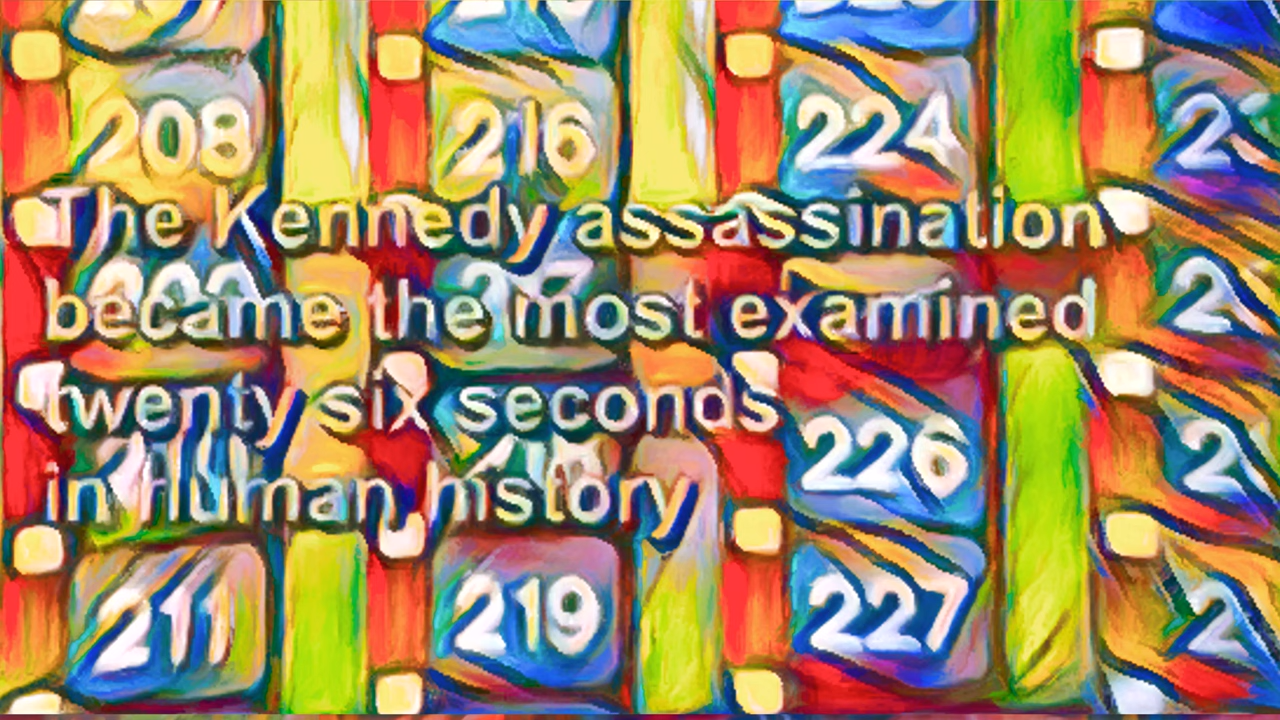 208 216 224
The Kennedy assassination
became the most examined
twenty six seconds
226
in human history
211 219 227